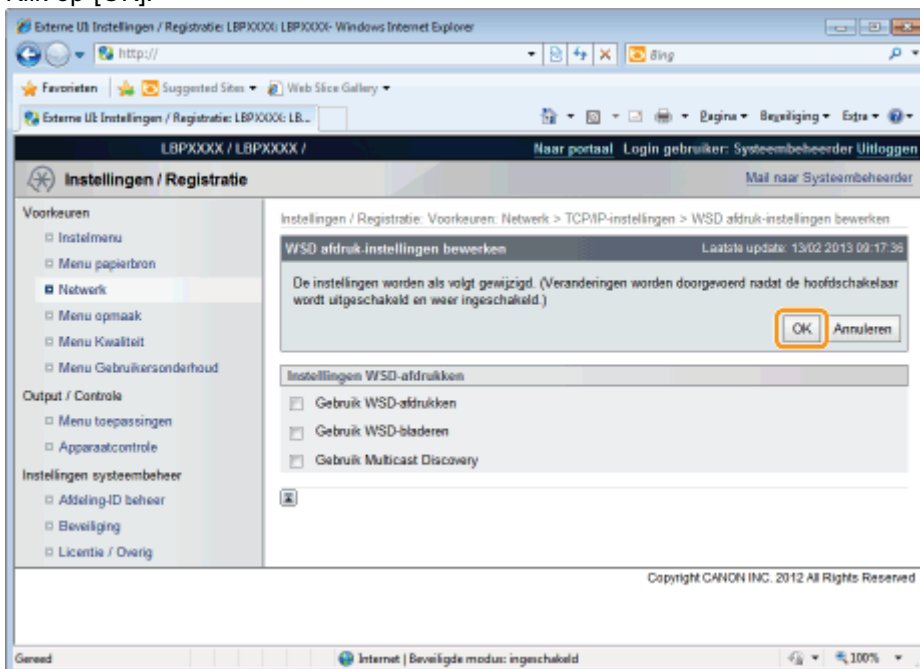 Klik op [OK].
Externe UI: Instellingen / Registratie: LBPXXXX: LBPXXXX - Windows Internet Explorer
http://
Bing
Favorieten
Suggested Sites
Web Slice Gallery
Externe UI: Instellingen / Registratie: LBPXXXX: LB...
Pagina
Beveiliging
Extra
LBPXXXX / LBPXXXX /
Naar portaal Login gebruiker: Systeembeheerder Uitloggen
Instellingen / Registratie
Mail naar Systeembeheerder
Voorkeuren
Instelmenu
Menu papierbron
Netwerk
Menu opmaak
Menu Kwaliteit
Menu Gebruikersonderhoud
Output / Controle
Menu toepassingen
Apparaatcontrole
Instellingen systeembeheer
Afdeling-ID beheer
Beveiliging
Licentie / Overig
Instellingen / Registratie: Voorkeuren: Netwerk > TCP/IP-instellingen > WSD afdruk-instellingen bewerken
WSD afdruk-instellingen bewerken
Laatste update: 13/02 2013 09:17:36
De instellingen worden als volgt gewijzigd. (Veranderingen worden doorgevoerd nadat de hoofdschakelaar
wordt uitgeschakeld en weer ingeschakeld.)
OK
Annuleren
Instellingen WSD-afdrukken
Gebruik WSD-afdrukken
Gebruik WSD-bladeren
Gebruik Multicast Discovery
Copyright CANON INC. 2012 All Rights Reserved
Gereed
Internet | Beveiligde modus: ingeschakeld
100%